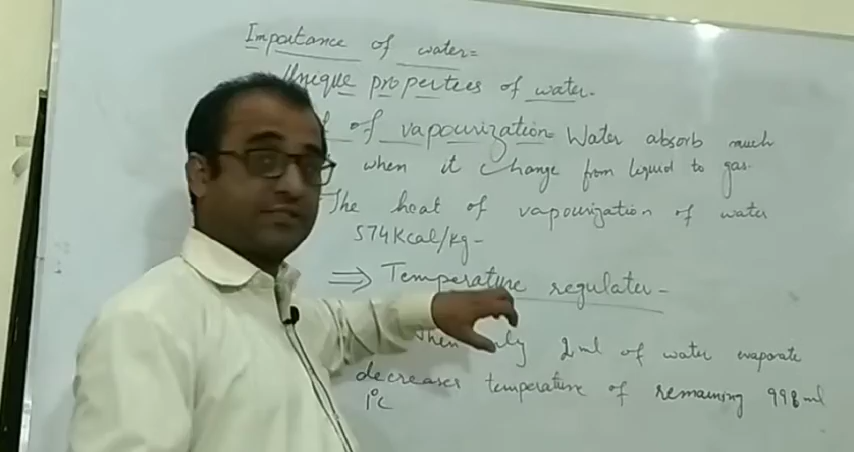 Importance of water=
Unique properties of water.
of vapourization= Water absorb much
when it change from liquid to gas.
The heat of vapourization of water
574Kcal/kg-
⇒ Temperature regulater-
2ml of water evaporate
decreases temperature of remaining 998ml
1°C